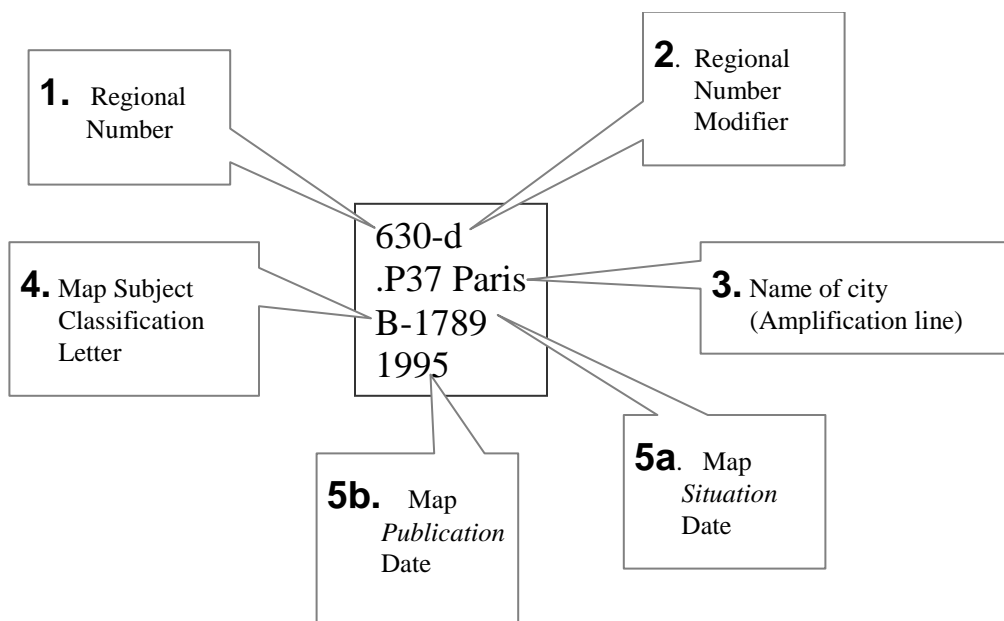 1. Regional
Number
2. Regional
Number
Modifier
630-d
.P37 Paris
B-1789
1995
4. Map Subject
Classification
Letter
3. Name of city
(Amplification line)
5b. Map
Publication
Date
5a. Map
Situation
Date